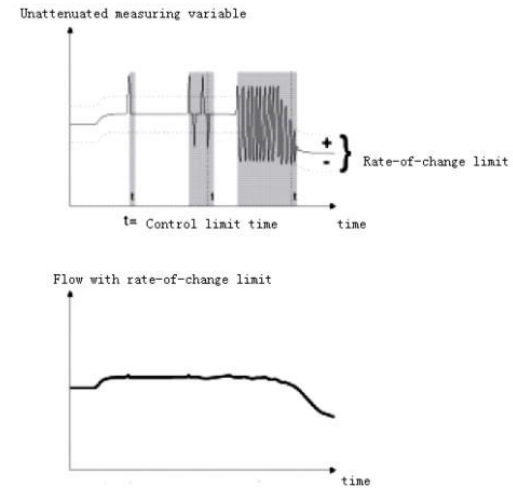 Unattenuated measuring variable
+
-
}
Rate-of-change limit
t t t
t= Control limit time
time
Flow with rate-of-change limit
time